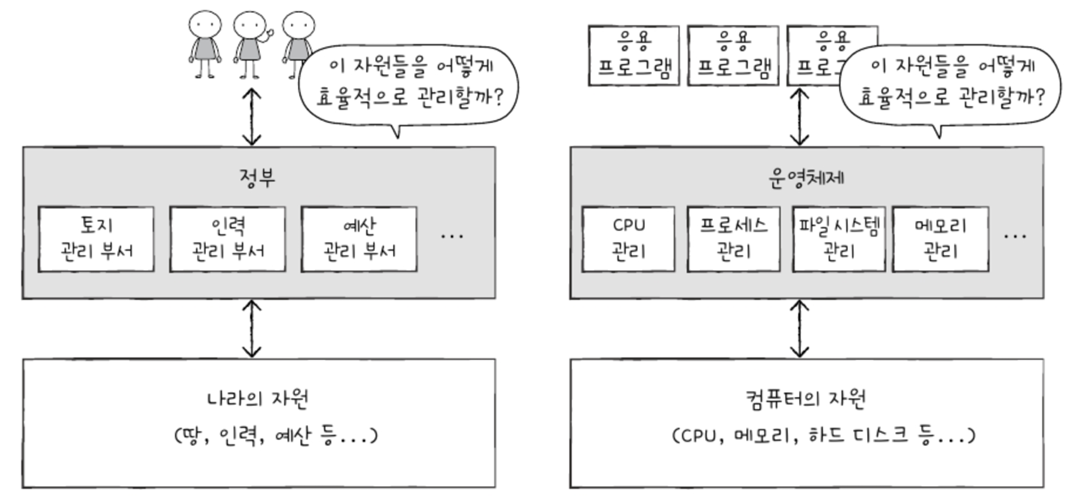 이 자원들을 어떻게
효율적으로 관리할까?
정부
토지
관리 부서
인력
관리 부서
예산
관리 부서
...
나라의 자원
(땅, 인력, 예산 등...)
응용
프로그램
응용
프로그램
응용
프로그
이 자원들을 어떻게
효율적으로 관리할까?
운영체제
CPU
관리
프로세스
관리
파일시스템
관리
메모리
관리
...
컴퓨터의 자원
(CPU, 메모리, 하드 디스크 등...)